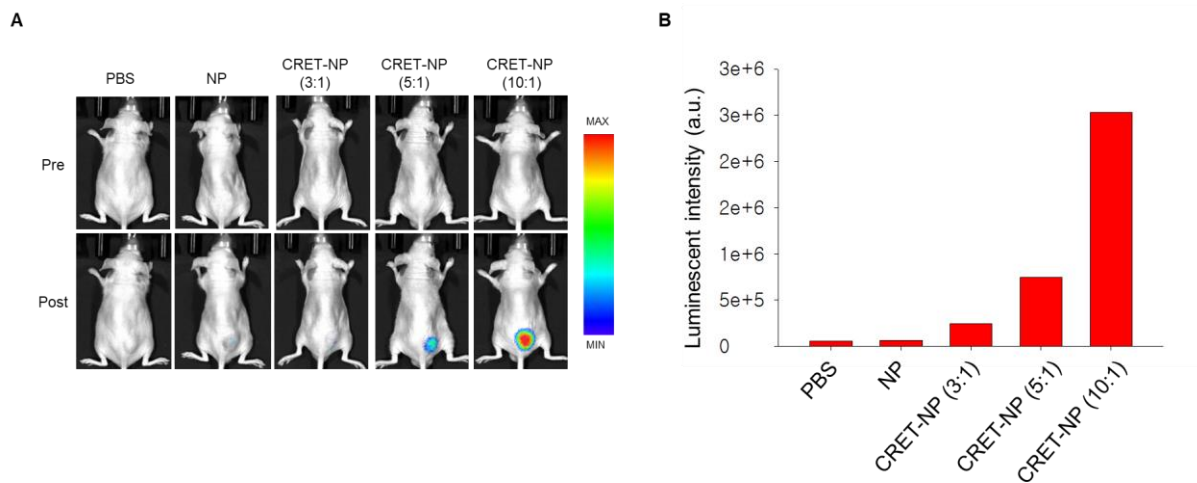 A
PBS
NP
CRET-NP
(3:1)
CRET-NP
(5:1)
CRET-NP
(10:1)
Pre
Post
MAX
MIN
B
Luminescent intensity (a.u.)
3e+6
3e+6
2e+6
2e+6
1e+6
5e+5
0
PBS
NP
CRET-NP (3:1)
CRET-NP (5:1)
CRET-NP (10:1)